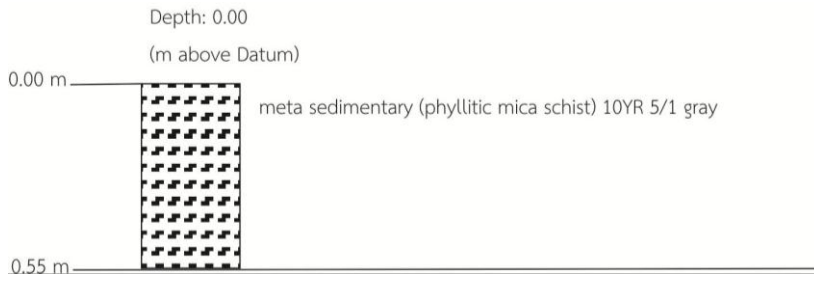 Depth: 0.00
(m above Datum)
0.00 m
meta sedimentary (phyllitic mica schist) 10YR 5/1 gray
0.55 m